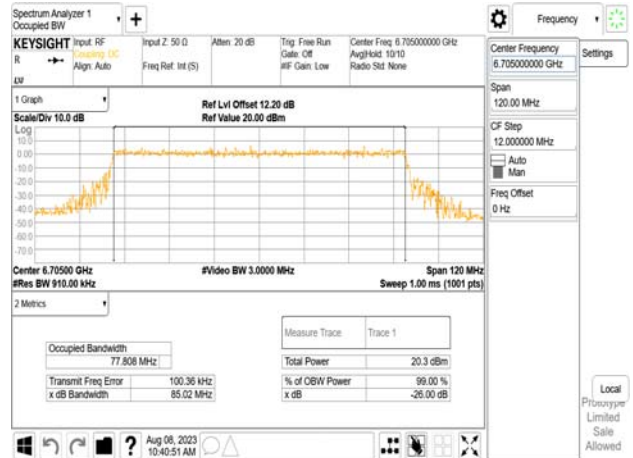 Spectrum Analyzer 1
Occupied BW
Frequency
KEYSIGHT
R
LXI
Input: RF
Coupling: DC
Align: Auto
Input Z: 50 Ω
Freq Ref: Int (S)
Atten: 20 dB
Trig: Free Run
Gate: Off
#IF Gain: Low
Center Freq: 6.705000000 GHz
Avg|Hold: 10/10
Radio Std: None
Center Frequency
6.705000000 GHz
Settings
Span
120.00 MHz
CF Step
12.000000 MHz
Auto
Man
Freq Offset
0 Hz
1 Graph
Scale/Div 10.0 dB
Ref Lvl Offset 12.20 dB
Ref Value 20.00 dBm
Log
10.0
0.00
-10.0
-20.0
-30.0
-40.0
-50.0
-60.0
-70.0
Center 6.70500 GHz
#Res BW 910.00 kHz
#Video BW 3.0000 MHz
Span 120 MHz
Sweep 1.00 ms (1001 pts)
2 Metrics
Measure Trace Trace 1
Occupied Bandwidth
77.808 MHz
Total Power 20.3 dBm
Transmit Freq Error 100.36 kHz
% of OBW Power 99.00 %
x dB Bandwidth 85.02 MHz
x dB -26.00 dB
Local
Prototype
Limited
Sale
Allowed
?
Aug 08, 2023
10:40:51 AM